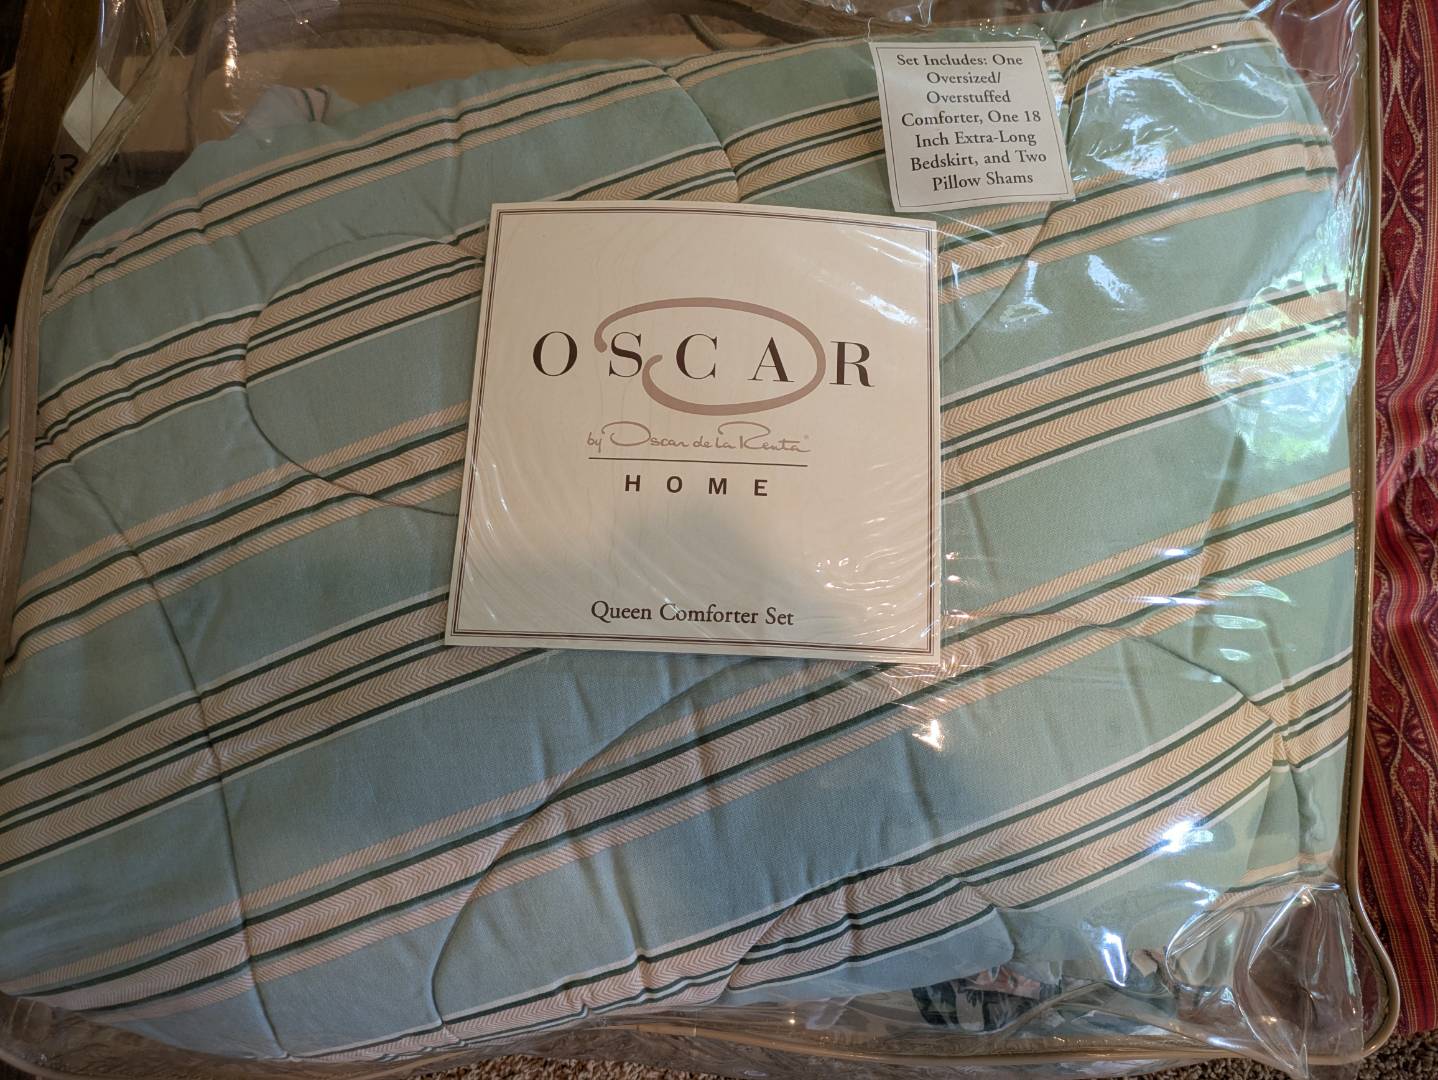 Set Includes: One
Oversized/
Overstuffed
Comforter, One 18
Inch Extra-Long
Bedskirt, and Two
Pillow Shams
OSCAR
by Oscar de la Renta®
HOME
Queen Comforter Set